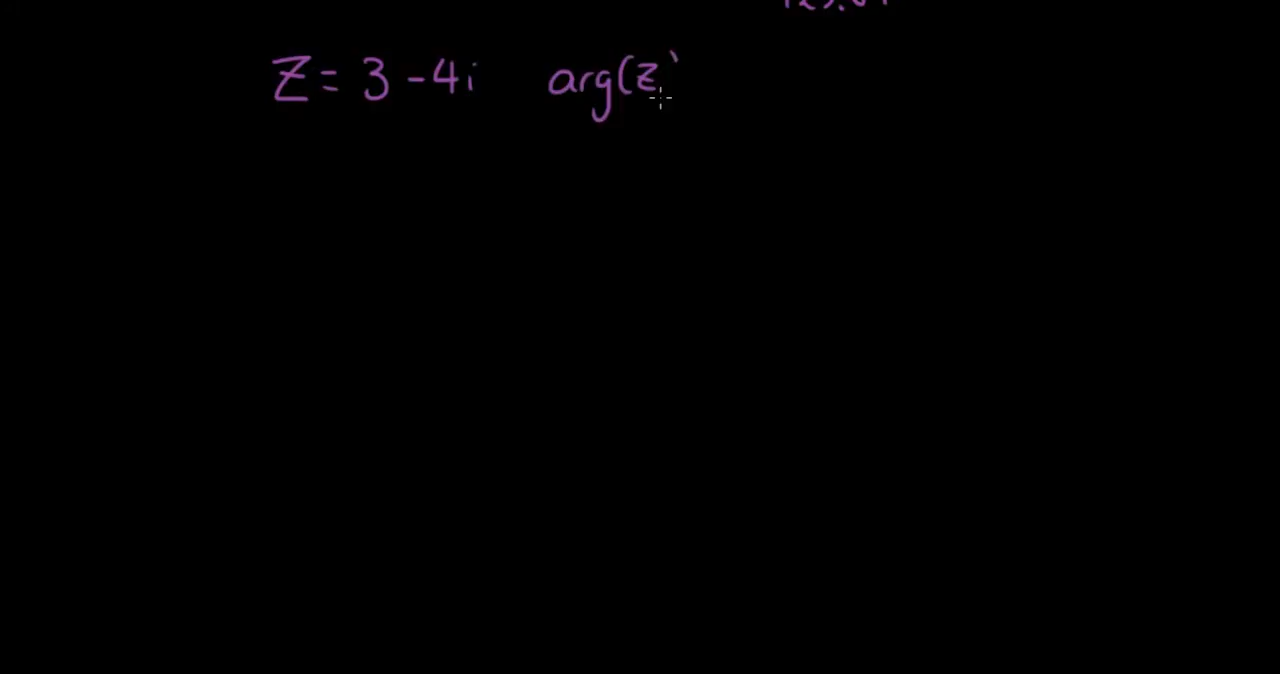 Z = 3 - 4i arg(z)